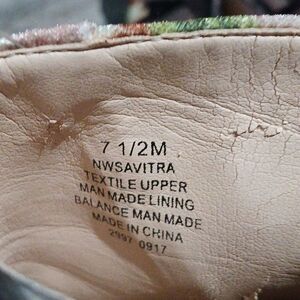 7 1/2M
NWSAVITRA
TEXTILE UPPER
MAN MADE LINING
BALANCE MAN MADE
MADE IN CHINA
2997 0917